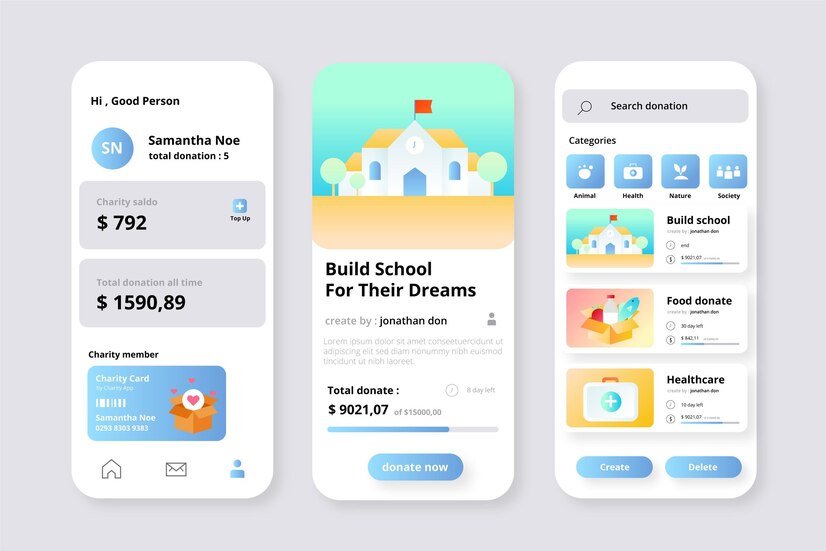 Hi , Good Person
SN
Samantha Noe
total donation : 5
Charity saldo
$ 792
Top Up
Total donation all time
$ 1590,89
Charity member
Charity Card
by Charity App
Samantha Noe
0293 8303 9383
Build School
For Their Dreams
create by : jonathan don
Lorem ipsum dolor sit amet consectetuer
adipiscing elit sed diam nonummy nibh
tincidunt ut laoreet.
Total donate :
8 day left
$ 9021,07 of $15000,00
donate now
Search donation
Categories
Animal
Health
Nature
Society
Build school
create by : jonathan don
end
$ 9021,07
Food donate
create by : jonathan don
30 day left
$ 842,11
Healthcare
create by : jonathan don
10 day left
$ 9021,07
Create
Delete